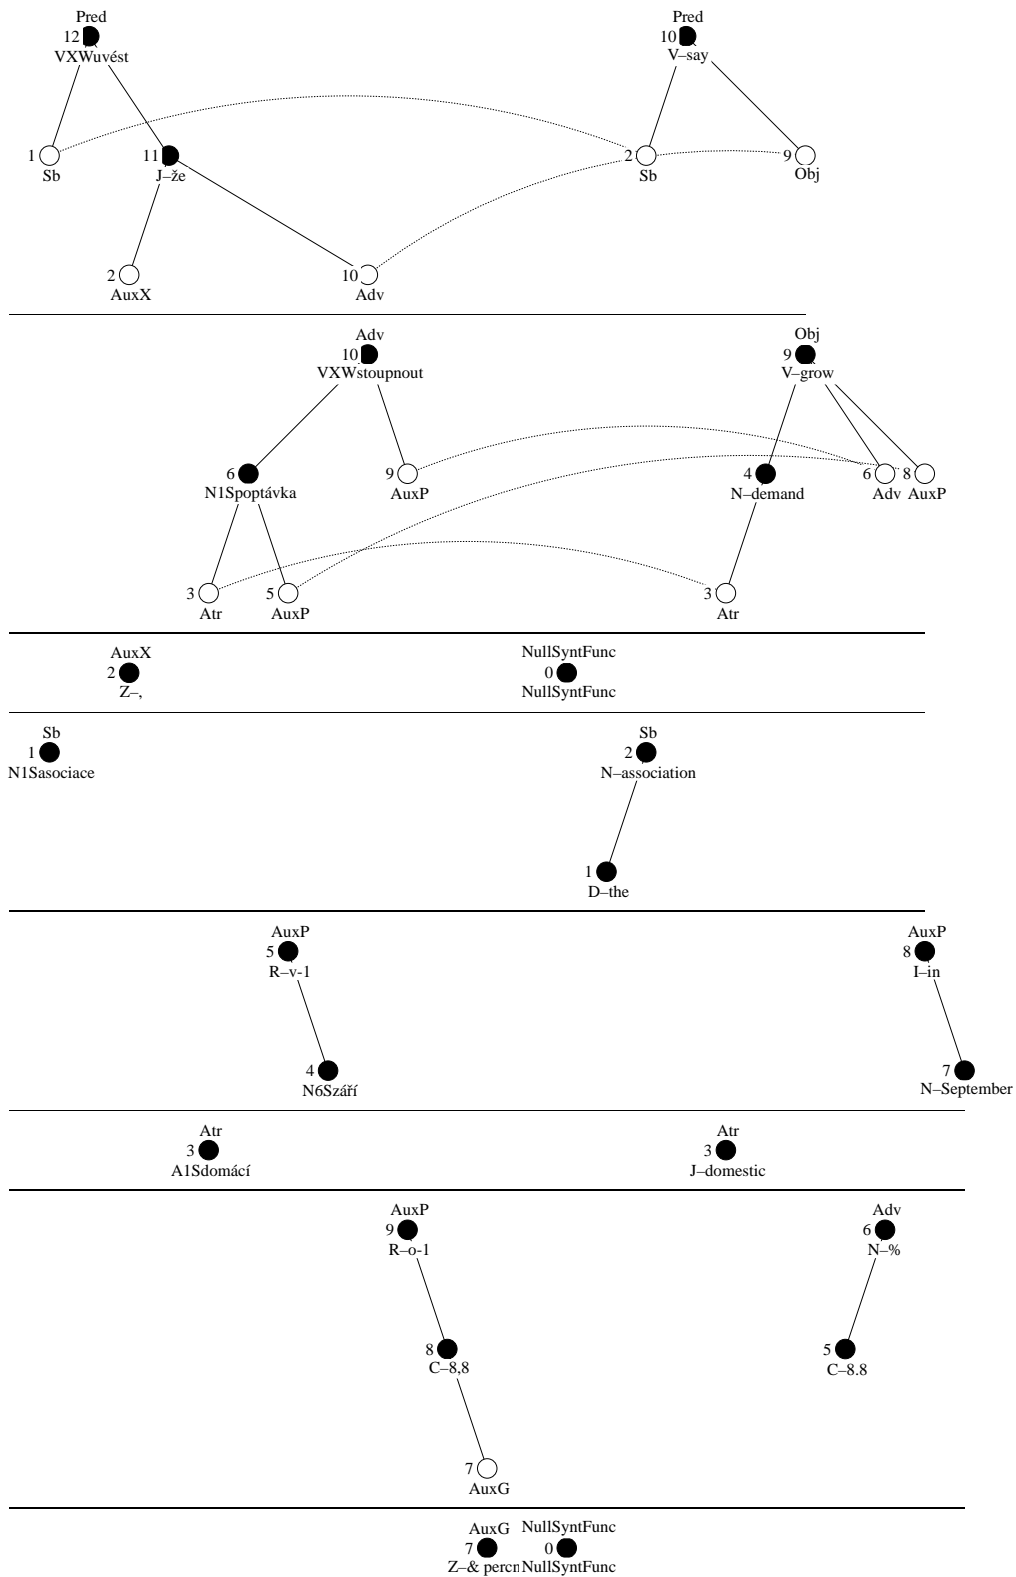 Pred Pred
12 10
VXWuvést V–say
1 11 2 9
Sb J–že Sb Obj
2 10
AuxX Adv
Adv Obj
10 9
VXWstoupnout V–grow
6 9 4 6 8
N1Spoptávka AuxP N–demand Adv AuxP
3 5 3
Atr AuxP Atr
AuxX NullSyntFunc
2 0
Z–, NullSyntFunc
Sb Sb
1 2
N1Sasociace N–association
1
D–the
AuxP AuxP
5 8
R–v-1 I–in
4 7
N6Száří N–September
Atr Atr
3 3
A1Sdomácí J–domestic
AuxP Adv
9 6
R–o-1 N–%
8 5
C–8,8 C–8.8
7
AuxG
AuxG NullSyntFunc
7 0
Z–& NullSyntFunc